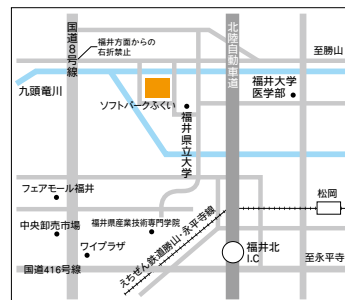 国道8号線
福井方面からの
右折禁止
北陸自動車道
至勝山
九頭竜川
ソフトパークふくい
福井県立大学
福井大学
医学部
フェアモール福井
松岡
中央卸売市場
福井県産業技術専門学院
ワイプラザ
えちぜん鉄道勝山・永平寺線
福井北
I.C
至永平寺
国道416号線